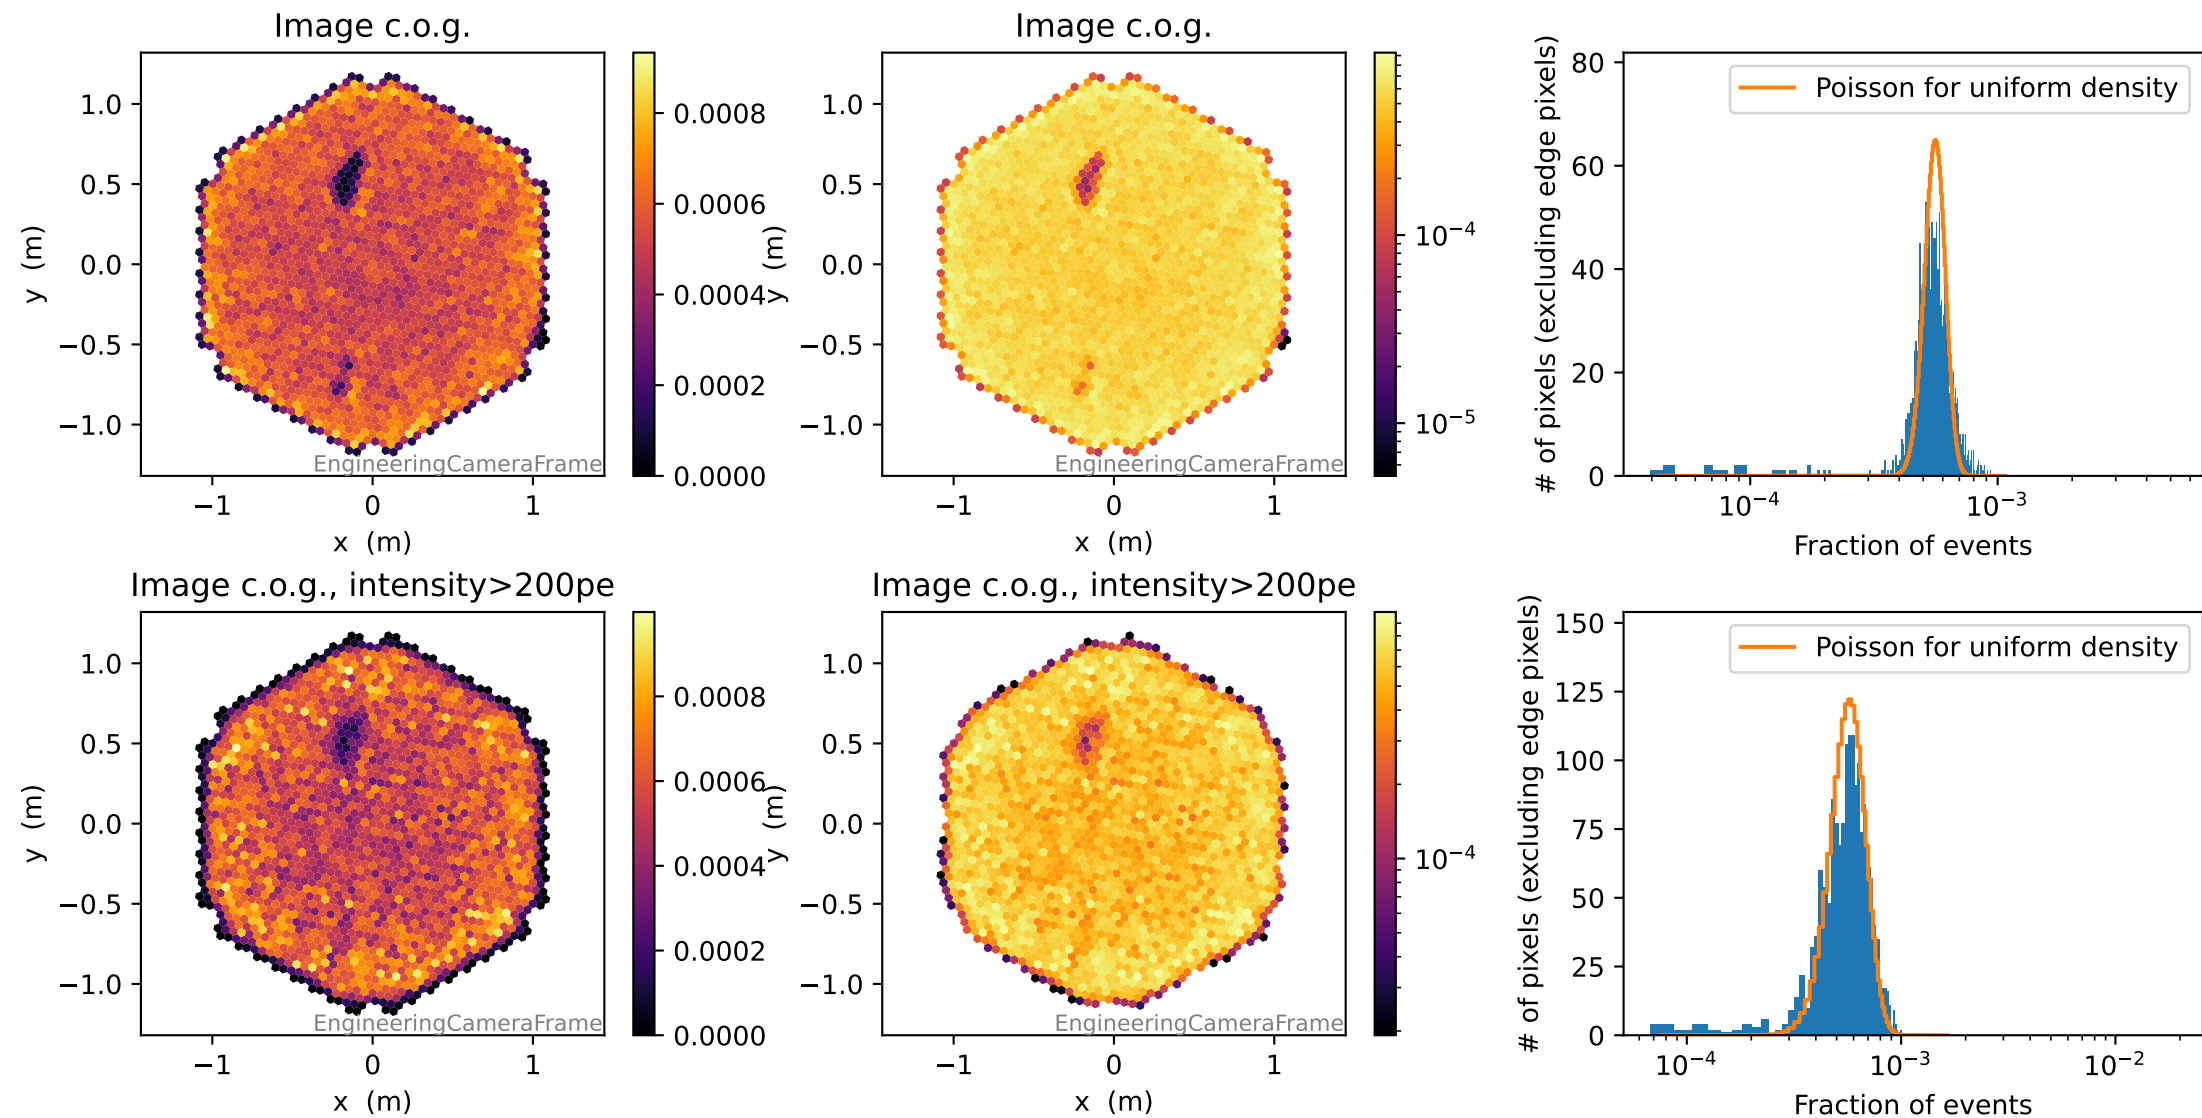 Image c.o.g.
y (m)
1.0
0.5
0.0
−0.5
−1.0
−1
0
1
x (m)
EngineeringCameraFrame
0.0008
0.0006
0.0004
0.0002
0.0000
Image c.o.g.
y (m)
1.0
0.5
0.0
−0.5
−1.0
−1
0
1
x (m)
EngineeringCameraFrame
10⁻⁴
10⁻⁵
# of pixels (excluding edge pixels)
80
60
40
20
0
Poisson for uniform density
10⁻⁴
10⁻³
Fraction of events
Image c.o.g., intensity>200pe
y (m)
1.0
0.5
0.0
−0.5
−1.0
−1
0
1
x (m)
EngineeringCameraFrame
0.0008
0.0006
0.0004
0.0002
0.0000
Image c.o.g., intensity>200pe
y (m)
1.0
0.5
0.0
−0.5
−1.0
−1
0
1
x (m)
EngineeringCameraFrame
10⁻⁴
# of pixels (excluding edge pixels)
150
125
100
75
50
25
0
Poisson for uniform density
10⁻⁴
10⁻³
10⁻²
Fraction of events